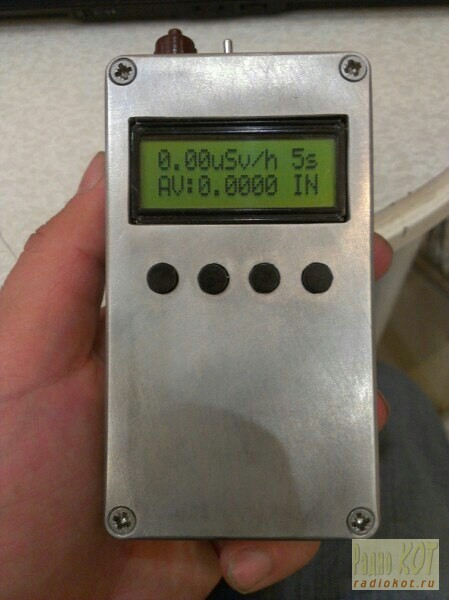 0.00uSv/h 5s
AV:0.0000 IN
Радио КОТ
radiokot.ru